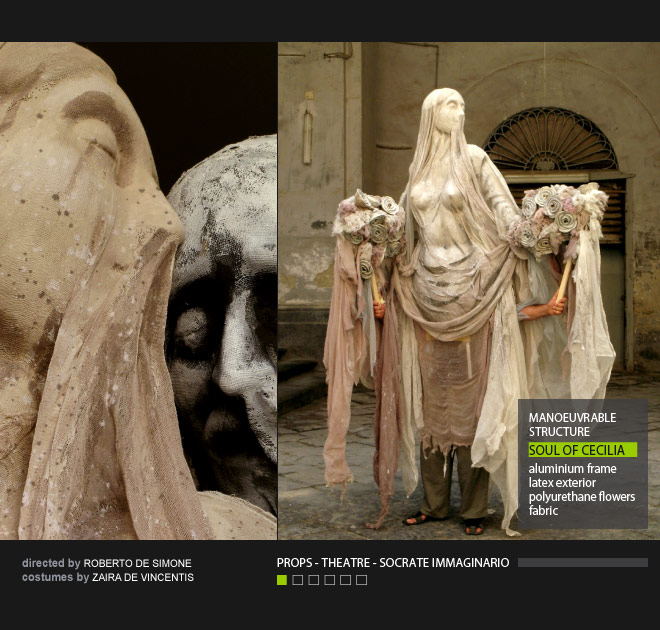 MANOEUVRABLE
STRUCTURE
SOUL OF CECILIA
aluminium frame
latex exterior
polyurethane flowers
fabric
directed by ROBERTO DE SIMONE
costumes by ZAIRA DE VINCENTIS
PROPS - THEATRE - SOCRATE IMMAGINARIO